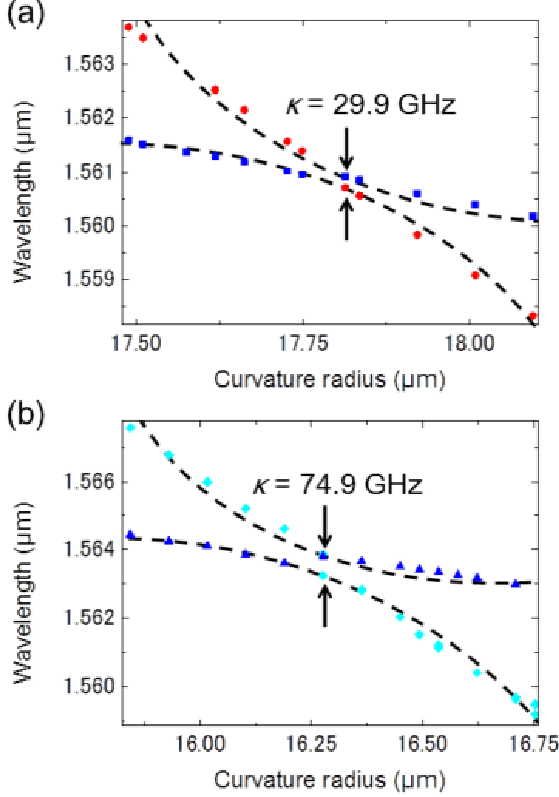 (a)
1.563
1.562
1.561
1.560
1.559
Wavelength (μm)
κ = 29.9 GHz
17.50 17.75 18.00
Curvature radius (μm)
(b)
1.566
1.564
1.562
1.560
Wavelength (μm)
κ = 74.9 GHz
16.00 16.25 16.50 16.75
Curvature radius (μm)